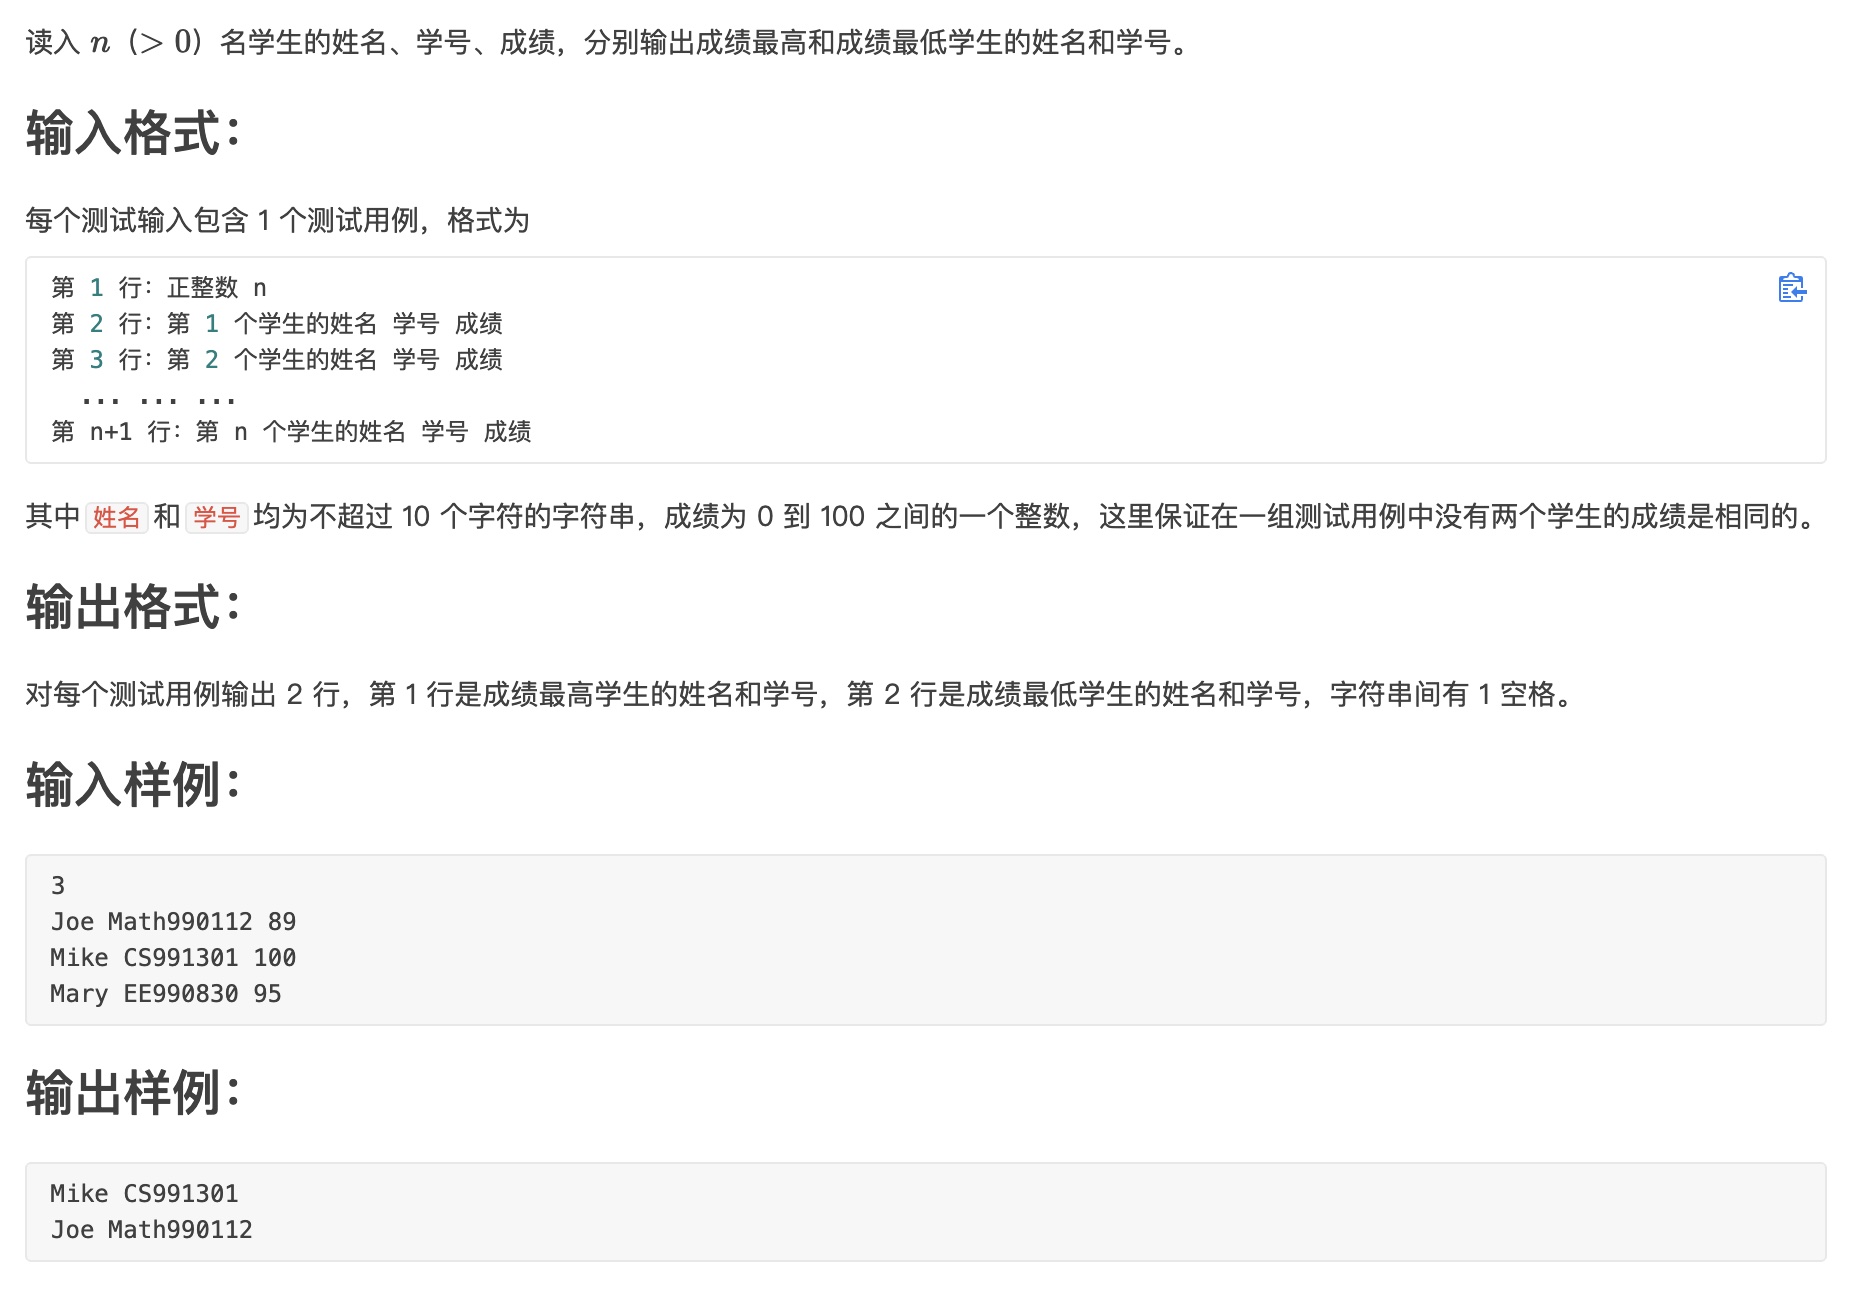 读入 n（> 0）名学生的姓名、学号、成绩，分别输出成绩最高和成绩最低学生的姓名和学号。
输入格式：
每个测试输入包含 1 个测试用例，格式为
第 1 行：正整数 n
第 2 行：第 1 个学生的姓名 学号 成绩
第 3 行：第 2 个学生的姓名 学号 成绩
... ... ...
第 n+1 行：第 n 个学生的姓名 学号 成绩
其中 姓名 和 学号 均为不超过 10 个字符的字符串，成绩为 0 到 100 之间的一个整数，这里保证在一组测试用例中没有两个学生的成绩是相同的。
输出格式：
对每个测试用例输出 2 行，第 1 行是成绩最高学生的姓名和学号，第 2 行是成绩最低学生的姓名和学号，字符串间有 1 空格。
输入样例：
3
Joe Math990112 89
Mike CS991301 100
Mary EE990830 95
输出样例：
Mike CS991301
Joe Math990112